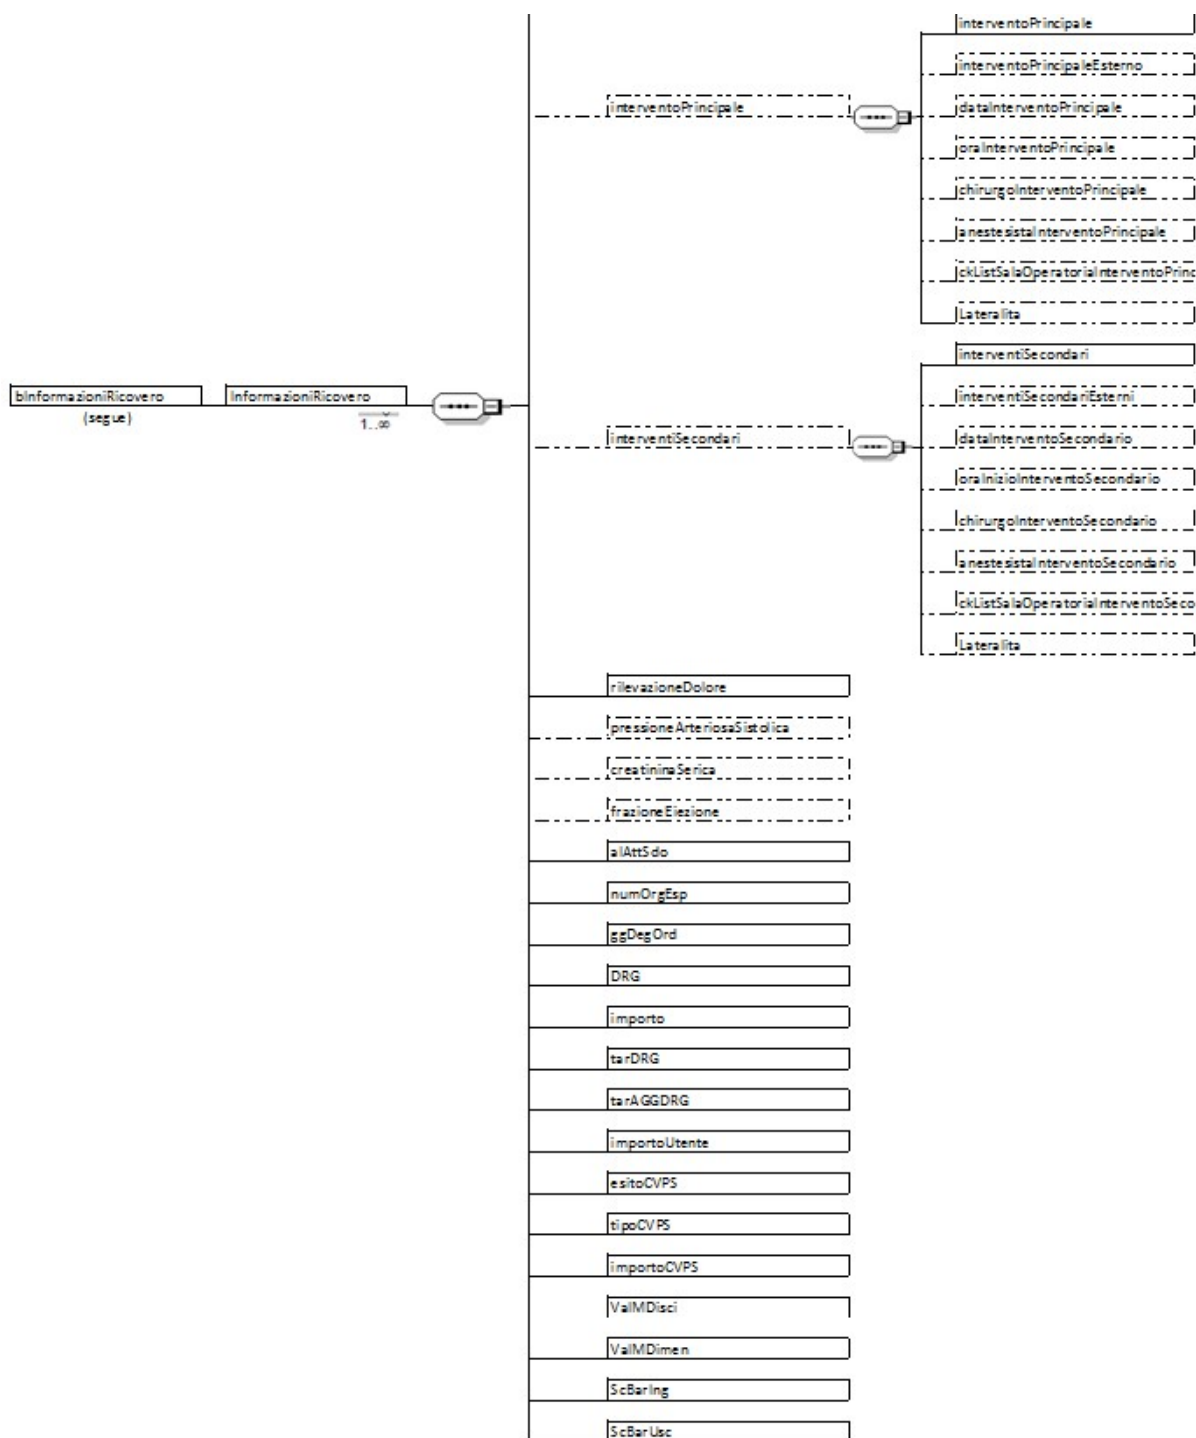 interventoPrincipale
interventoPrincipaleEsterno
interventoPrincipale
dataInterventoPrincipale
oraInterventoPrincipale
chirurgoInterventoPrincipale
anestesistaInterventoPrincipale
ckListSalaOperatoriaInterventoPrinc
Lateralita
interventiSecondari
bInformazioniRicovero
InformazioniRicovero
(segue)
1..∞
interventiSecondariEsterni
interventiSecondari
dataInterventoSecondario
oraInizioInterventoSecondario
chirurgoInterventoSecondario
anestesistaInterventoSecondario
ckListSalaOperatoriaInterventoSeco
Lateralita
rilevazioneDolore
pressioneArteriosaSistolica
creatininaSerica
frazioneEiezione
alAttSdo
numOrgEsp
ggDegOrd
DRG
importo
tarDRG
tarAGGDRG
importoUtente
esitoCVPS
tipoCVPS
importoCVPS
ValMDisci
ValMDimen
ScBarIng
ScBarUsc